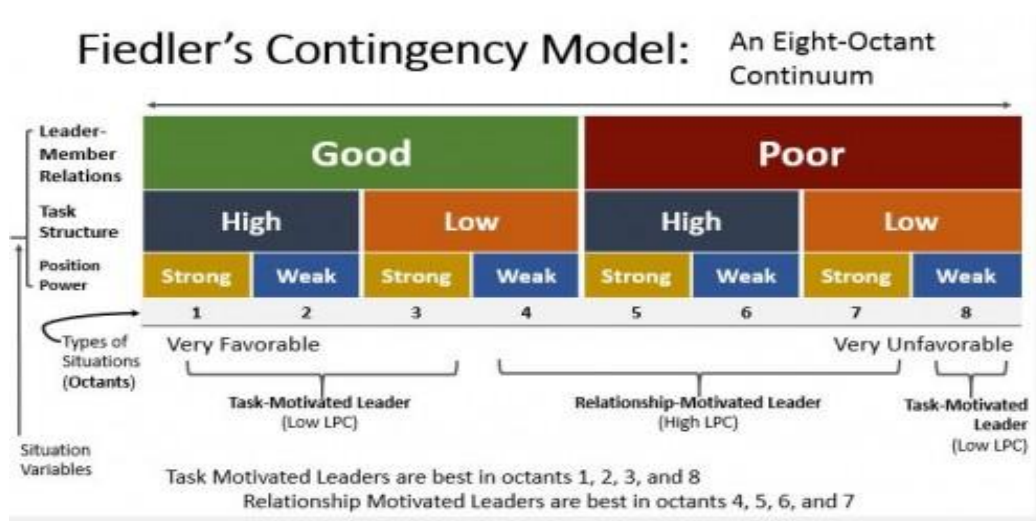 Fiedler's Contingency Model:
An Eight-Octant
Continuum
Leader-
Member
Relations
Good
Poor
Task
Structure
High
Low
High
Low
Position
Power
Strong
Weak
Strong
Weak
Strong
Weak
Strong
Weak
1
2
3
4
5
6
7
8
Types of
Situations
(Octants)
Very Favorable
Very Unfavorable
Task-Motivated Leader
(Low LPC)
Relationship-Motivated Leader
(High LPC)
Task-Motivated
Leader
(Low LPC)
Situation
Variables
Task Motivated Leaders are best in octants 1, 2, 3, and 8
Relationship Motivated Leaders are best in octants 4, 5, 6, and 7